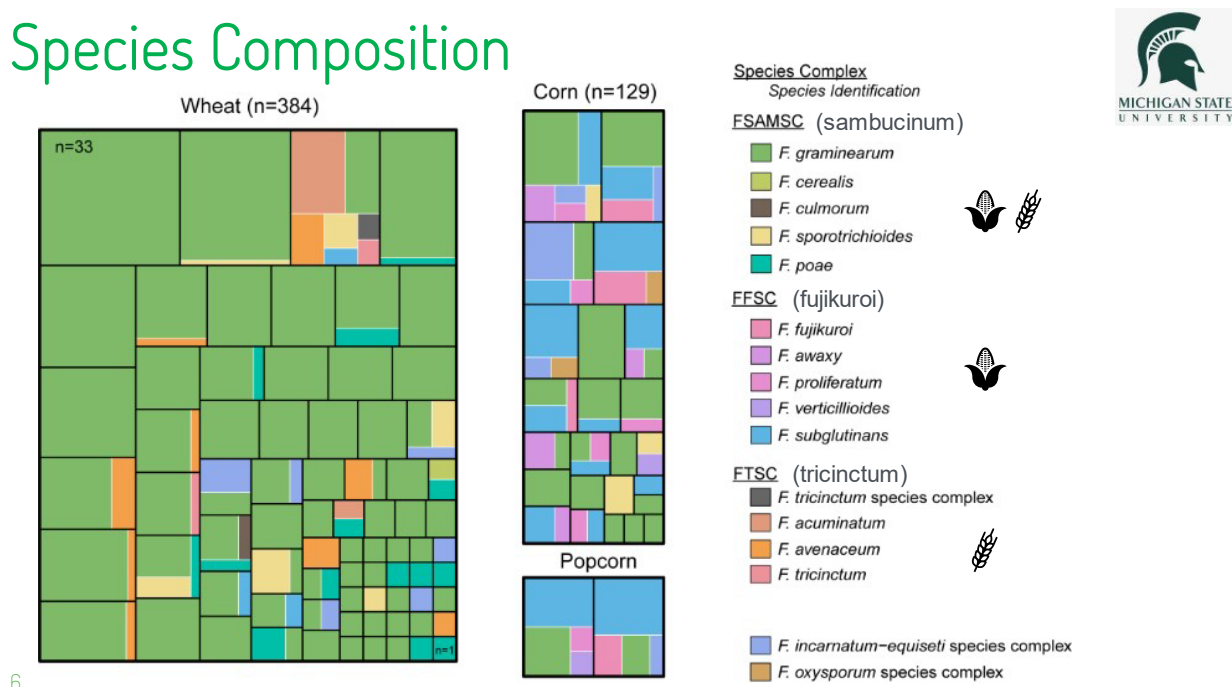 Species Composition
MICHIGAN STATE
UNIVERSITY
Wheat (n=384)
n=33
n=1
Corn (n=129)
Popcorn
Species Complex
Species Identification
FSAMSC (sambucinum)
F. graminearum
F. cerealis
F. culmorum
F. sporotrichioides
F. poae
FFSC (fujikuroi)
F. fujikuroi
F. awaxy
F. proliferatum
F. verticillioides
F. subglutinans
FTSC (tricinctum)
F. tricinctum species complex
F. acuminatum
F. avenaceum
F. tricinctum
F. incarnatum−equiseti species complex
F. oxysporum species complex
6